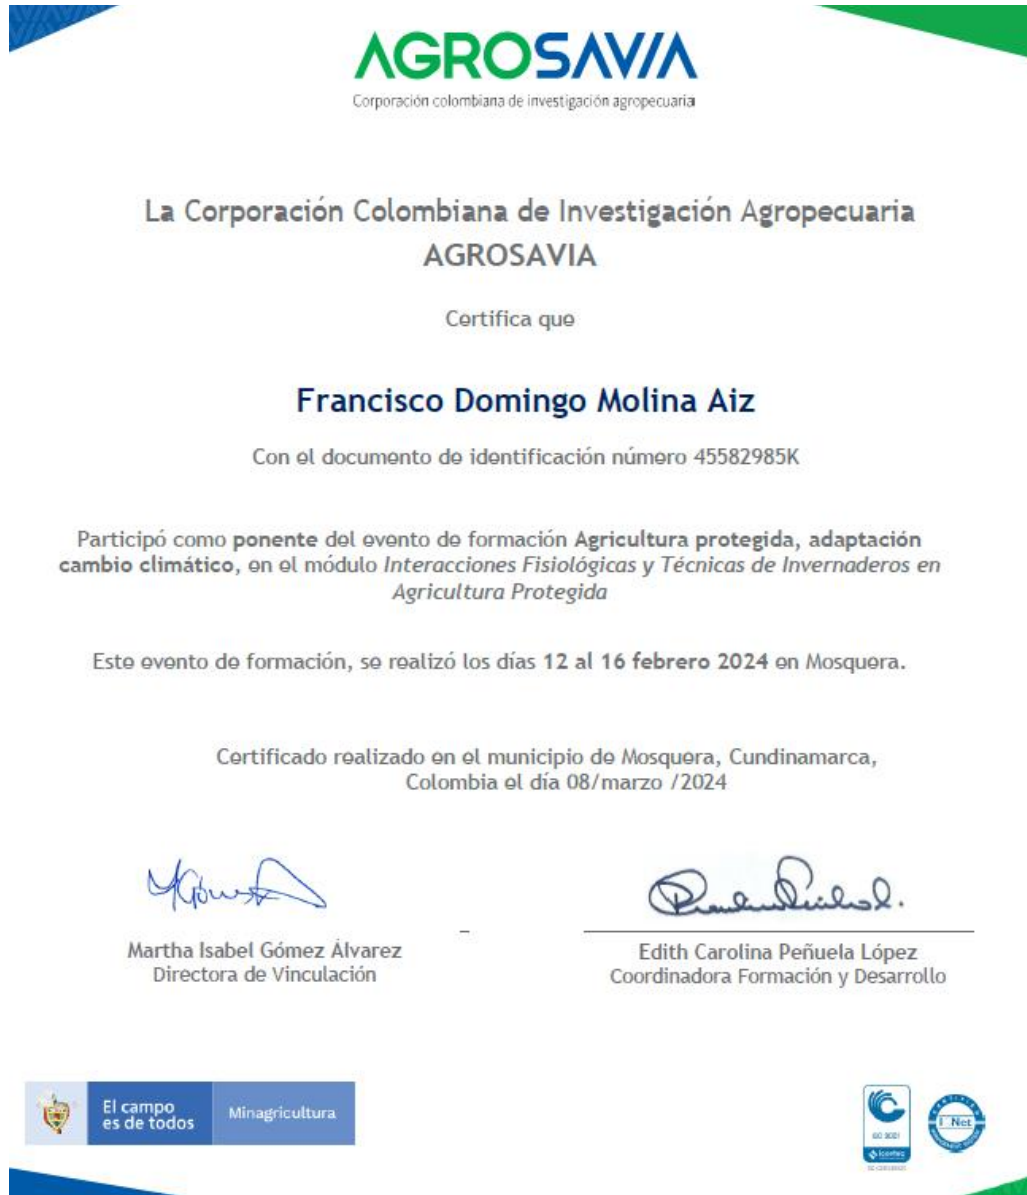 AGROSAVIA
Corporación colombiana de investigación agropecuaria
La Corporación Colombiana de Investigación Agropecuaria
AGROSAVIA
Certifica que
Francisco Domingo Molina Aiz
Con el documento de identificación número 45582985K
Participó como ponente del evento de formación Agricultura protegida, adaptación
cambio climático, en el módulo Interacciones Fisiológicas y Técnicas de Invernaderos en
Agricultura Protegida
Este evento de formación, se realizó los días 12 al 16 febrero 2024 en Mosquera.
Certificado realizado en el municipio de Mosquera, Cundinamarca,
Colombia el día 08/marzo /2024
Martha Isabel Gómez Álvarez
Directora de Vinculación
Edith Carolina Peñuela López
Coordinadora Formación y Desarrollo
El campo
es de todos
Minagricultura
ISO 9001
icontec
IQNet